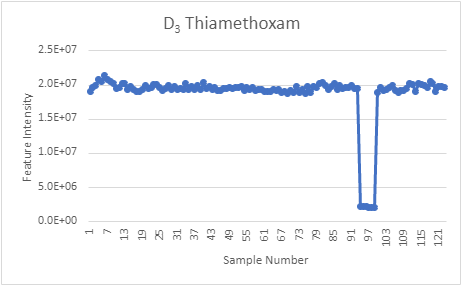 D3 Thiamethoxam
2.5E+07
2.0E+07
1.5E+07
1.0E+07
5.0E+06
0.0E+00
Feature Intensity
1 7 13 19 25 31 37 43 49 55 61 67 73 79 85 91 97 103 109 115 121
Sample Number